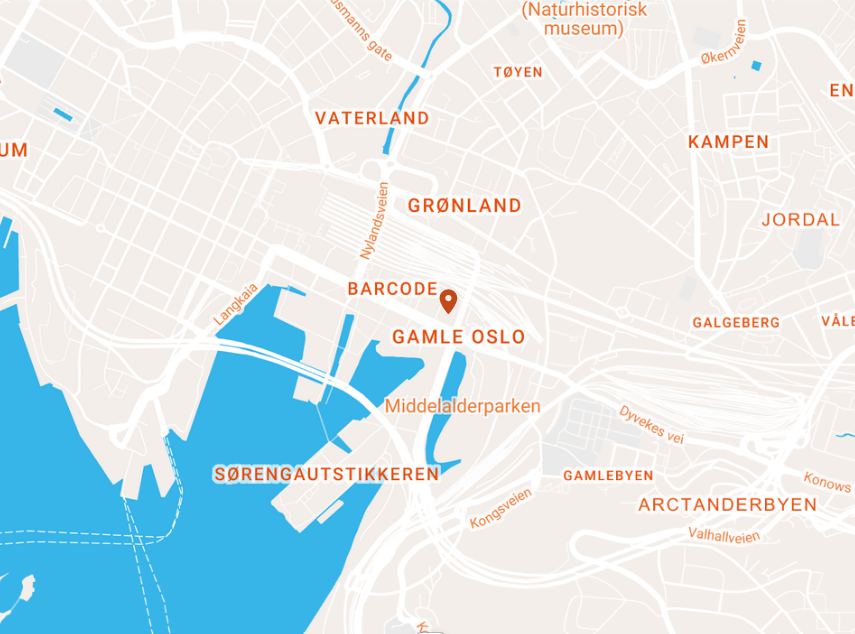 (Naturhistorisk
museum)
smanns gate
Økernveien
TØYEN
EN
VATERLAND
KAMPEN
UM
GRØNLAND
JORDAL
Nylandsveien
BARCODE
Langkaia
GALGEBERG
VÅLE
GAMLE OSLO
Middelalderparken
Dyvekes vei
SØRENGAUTSTIKKEREN
GAMLEBYEN
Konows
ARCTANDERBYEN
Kongsveien
Valhallveien